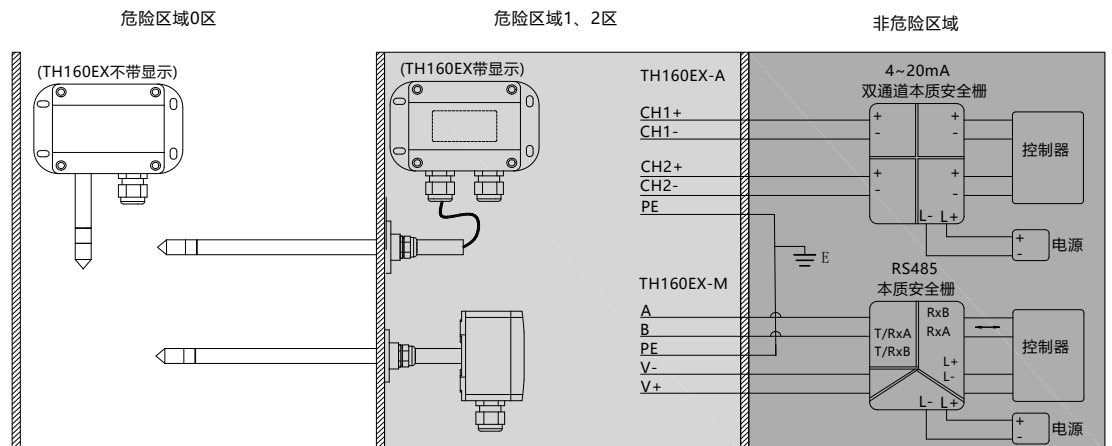 危险区域0区
危险区域1、2区
非危险区域
(TH160EX不带显示)
(TH160EX带显示)
TH160EX-A
CH1+
CH1-
CH2+
CH2-
PE
4~20mA
双通道本质安全栅
+
-
+
-
+
-
+
-
L- L+
控制器
+
-
电源
E
TH160EX-M
A
B
PE
V-
V+
RS485
本质安全栅
T/RxA
T/RxB
RxB
RxA
L+
L-
L- L+
控制器
+
-
电源